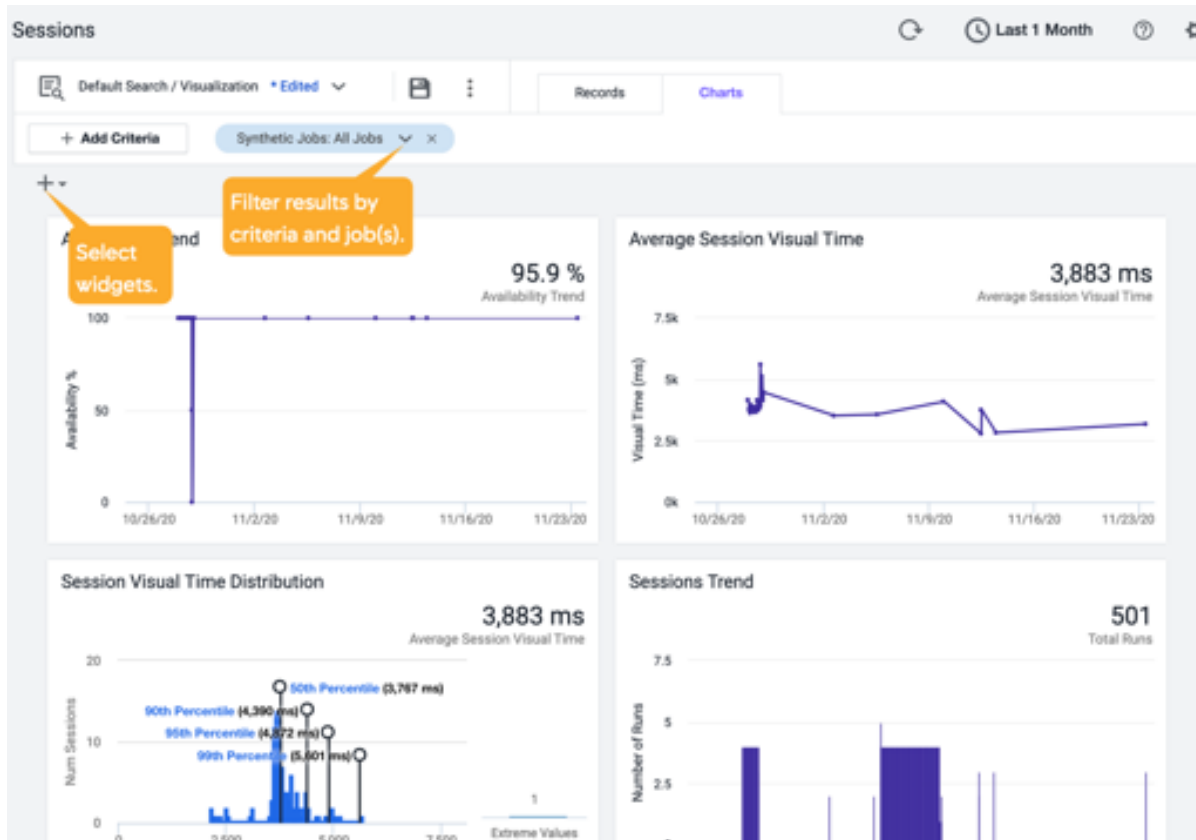 Sessions
Last 1 Month
Default Search / Visualization * Edited
Records
Charts
+ Add Criteria
Synthetic Jobs: All Jobs
Filter results by
criteria and job(s).
Select
widgets.
end
95.9 %
Availability Trend
100
50
0
Availability %
10/26/20
11/2/20
11/9/20
11/16/20
11/23/20
Average Session Visual Time
3,883 ms
Average Session Visual Time
7.5k
5k
2.5k
0k
Visual Time (ms)
10/26/20
11/2/20
11/9/20
11/16/20
11/23/20
Session Visual Time Distribution
3,883 ms
Average Session Visual Time
20
10
0
Num Sessions
50th Percentile (3,767 ms)
90th Percentile (4,390 ms)
95th Percentile (4,872 ms)
99th Percentile (5,601 ms)
0
2,500
5,000
7,500
1
Extreme Values
Sessions Trend
501
Total Runs
7.5
5
2.5
Number of Runs